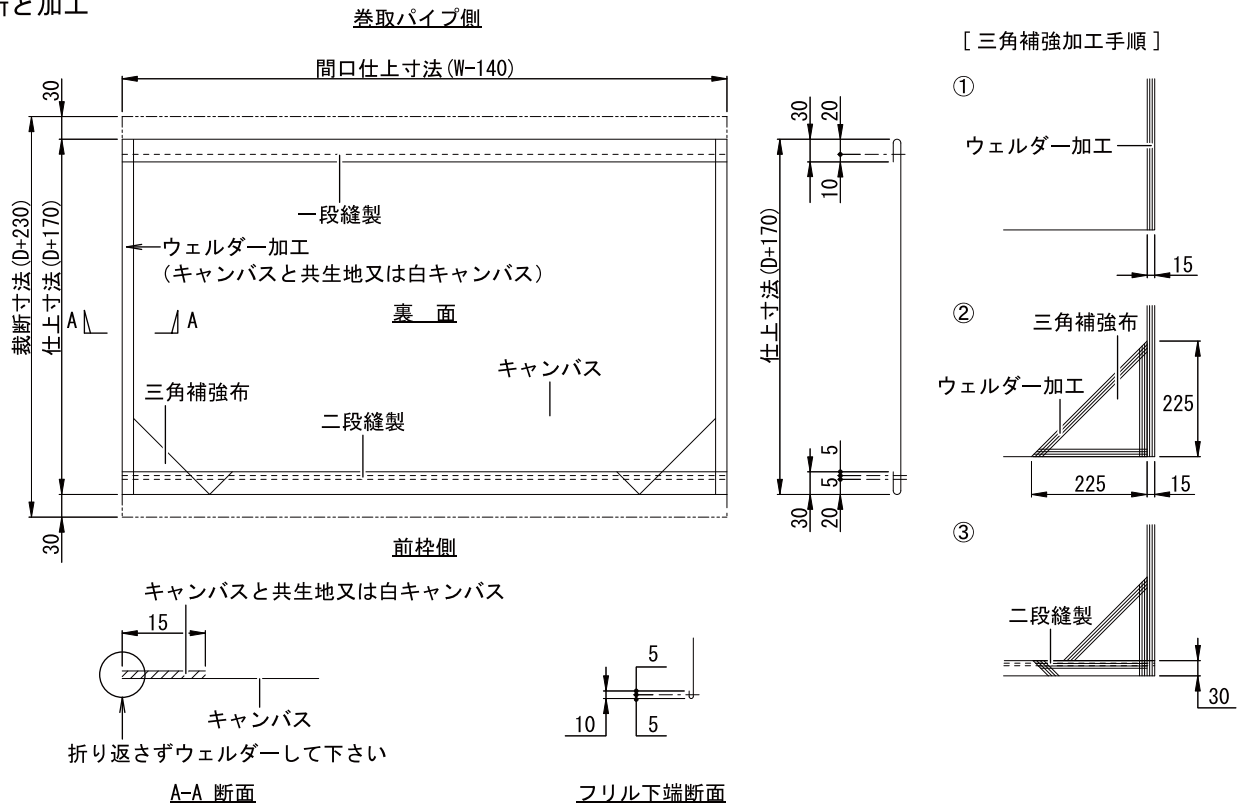 断と加工
巻取パイプ側
間口仕上寸法(W-140)
30
裁断寸法(D+230)
仕上寸法(D+170)
一段縫製
ウェルダー加工
(キャンバスと共生地又は白キャンバス)
A
A
裏 面
キャンバス
三角補強布
二段縫製
30
前枠側
30
20
10
仕上寸法(D+170)
5
5
30
20
キャンバスと共生地又は白キャンバス
15
キャンバス
折り返さずウェルダーして下さい
A-A 断面
5
10
5
フリル下端断面
[三角補強加工手順]
①
ウェルダー加工
15
②
三角補強布
ウェルダー加工
225
225
15
③
二段縫製
30